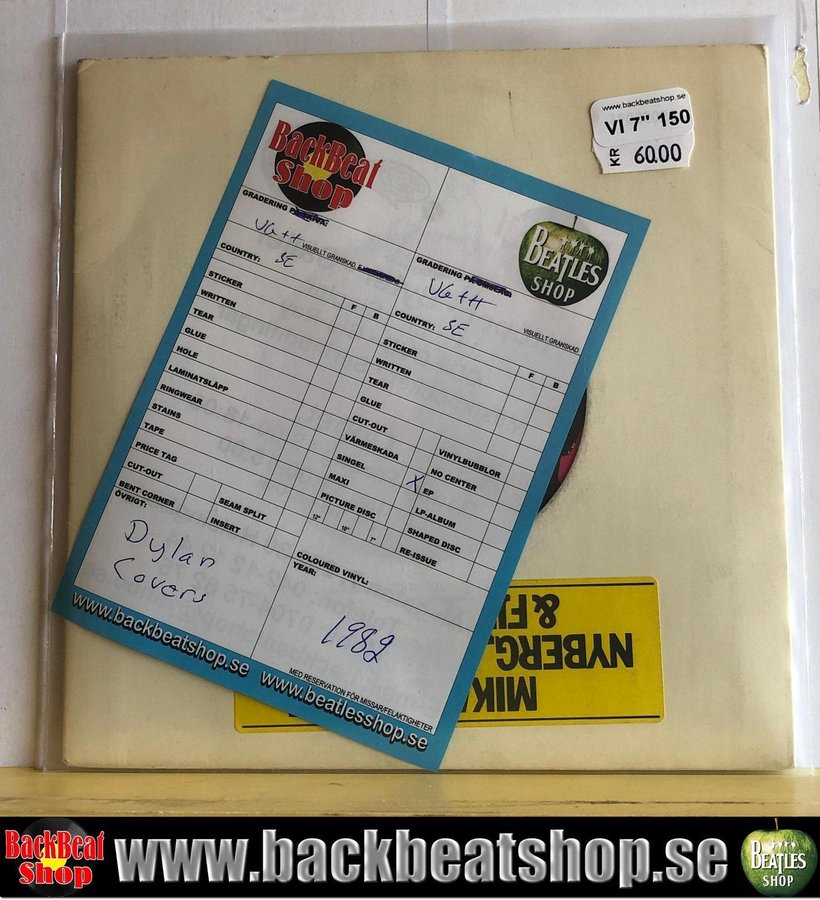 www.backbeatshop.se
VI 7" 150
KR 60.00
BackBeat
Shop
BEATLES
SHOP
GRADERING
VG++
VISUELLT GRANSKAD
COUNTRY: SE
F B
STICKER
WRITTEN
TEAR
GLUE
HOLE
LAMINATSLÄPP
RINGWEAR
STAINS
TAPE
PRICE TAG
CUT-OUT
BENT CORNER
SEAM SPLIT
INSERT
ÖVRIGT:
Dylan
Covers
GRADERING
VG++
VISUELLT GRANSKAD
COUNTRY: SE
F B
STICKER
WRITTEN
TEAR
GLUE
CUT-OUT
VÄRMESKADA
VINYLBUBBLOR
SINGEL
NO CENTER
MAXI
X EP
PICTURE DISC
LP-ALBUM
12" 10" 7"
SHAPED DISC
RE-ISSUE
COLOURED VINYL:
YEAR:
1982
MED RESERVATION FÖR MISSAR/FELAKTIGHETER
www.backbeatshop.se www.beatlesshop.se
NYBERG
BackBeat
Shop
www.backbeatshop.se
BEATLES
SHOP